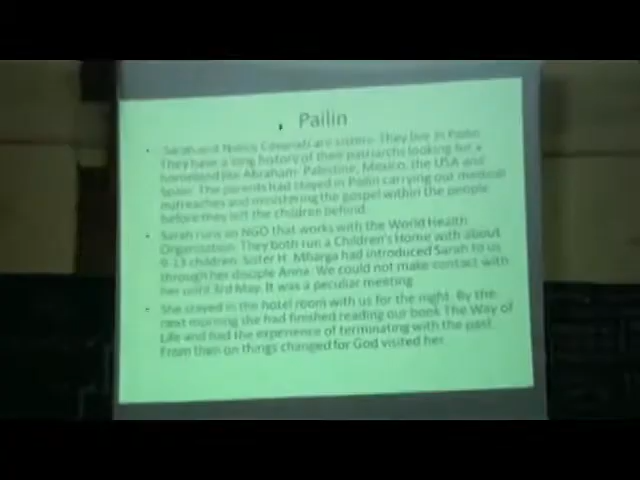 Pailin
• Sarah and Nancy are sisters. They live in Pailin.
They have a long history of their patriarchs looking for a
homeland like Abraham: Palestine, Mexico, the USA and
Spain. The parents had stayed in Pailin carrying out medical
outreaches and ministering the gospel within the people
before they left the children behind.
• Sarah runs an NGO that works with the World Health
Organization. They both run a Children's Home with about
9-13 children. Sister H. Mharga had introduced Sarah to us
through her disciple Anna. We could not make contact with
her until 3rd May. It was a peculiar meeting
• She stayed in the hotel room with us for the night. By the
next morning she had finished reading our book The Way of
Life and had the experience of terminating with the past.
From then on things changed for God visited her.